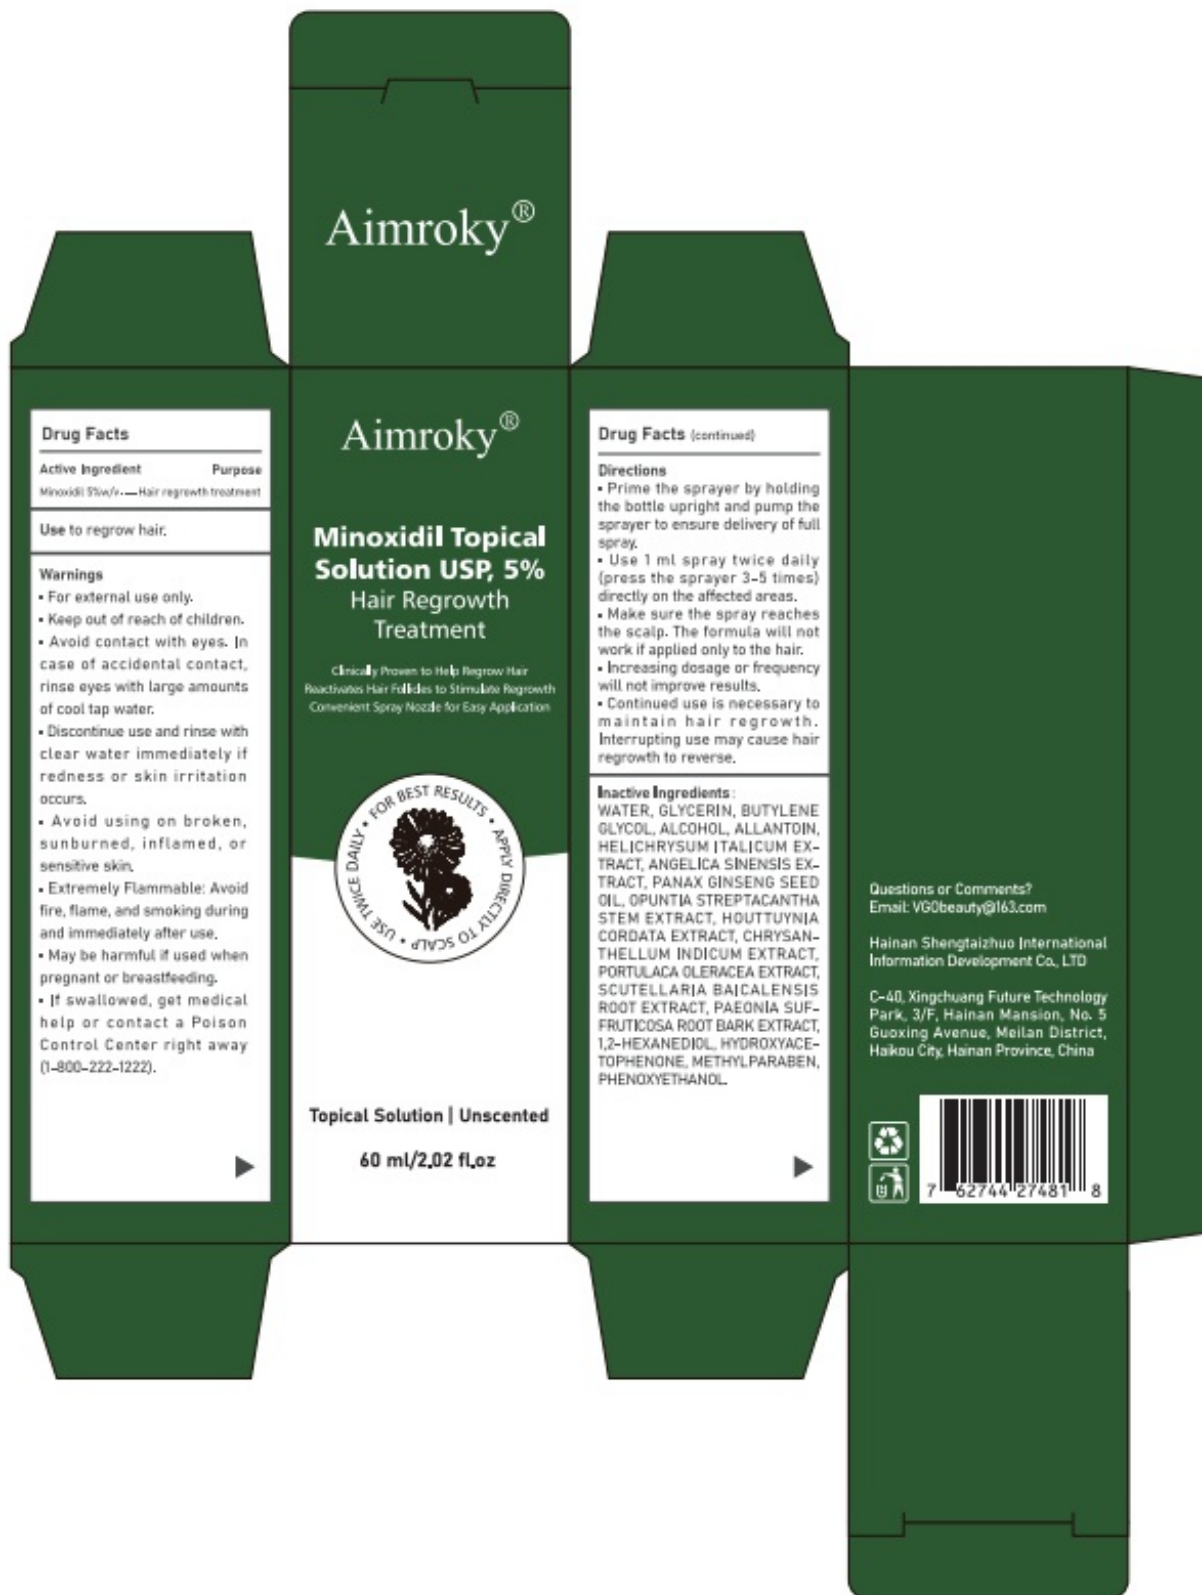 Aimroky®
Drug Facts
Active Ingredient Purpose
Minoxidil 5%w/v Hair regrowth treatment
Use to regrow hair.
Warnings
▪ For external use only.
▪ Keep out of reach of children.
▪ Avoid contact with eyes. In
case of accidental contact,
rinse eyes with large amounts
of cool tap water.
▪ Discontinue use and rinse with
clear water immediately if
redness or skin irritation
occurs.
▪ Avoid using on broken,
sunburned, inflamed, or
sensitive skin.
▪ Extremely Flammable: Avoid
fire, flame, and smoking during
and immediately after use.
▪ May be harmful if used when
pregnant or breastfeeding.
▪ If swallowed, get medical
help or contact a Poison
Control Center right away
(1-800-222-1222).
Aimroky®
Minoxidil Topical
Solution USP, 5%
Hair Regrowth
Treatment
Clinically Proven to Help Regrow Hair
Reactivates Hair Follicles to Stimulate Regrowth
Convenient Spray Nozzle for Easy Application
• FOR BEST RESULTS • APPLY DIRECTLY TO SCALP • USE TWICE DAILY
Topical Solution | Unscented
60 ml/2.02 fl.oz
Drug Facts (continued)
Directions
▪ Prime the sprayer by holding
the bottle upright and pump the
sprayer to ensure delivery of full
spray.
▪ Use 1 ml spray twice daily
(press the sprayer 3-5 times)
directly on the affected areas.
▪ Make sure the spray reaches
the scalp. The formula will not
work if applied only to the hair.
▪ Increasing dosage or frequency
will not improve results.
▪ Continued use is necessary to
maintain hair regrowth.
Interrupting use may cause hair
regrowth to reverse.
Inactive Ingredients :
WATER, GLYCERIN, BUTYLENE
GLYCOL, ALCOHOL, ALLANTOIN,
HELICHRYSUM ITALICUM EX-
TRACT, ANGELICA SINENSIS EX-
TRACT, PANAX GINSENG SEED
OIL, OPUNTIA STREPTACANTHA
STEM EXTRACT, HOUTTUYNIA
CORDATA EXTRACT, CHRYSAN-
THELLUM INDICUM EXTRACT,
PORTULACA OLERACEA EXTRACT,
SCUTELLARIA BAICALENSIS
ROOT EXTRACT, PAEONIA SUF-
FRUTICOSA ROOT BARK EXTRACT,
1,2-HEXANEDIOL, HYDROXYACE-
TOPHENONE, METHYLPARABEN,
PHENOXYETHANOL.
Questions or Comments?
Email: VGObeauty@163.com
Hainan Shengtaizhuo International
Information Development Co., LTD
C-40, Xingchuang Future Technology
Park, 3/F, Hainan Mansion, No. 5
Guoxing Avenue, Meilan District,
Haikou City, Hainan Province, China
7 62744 27481 8